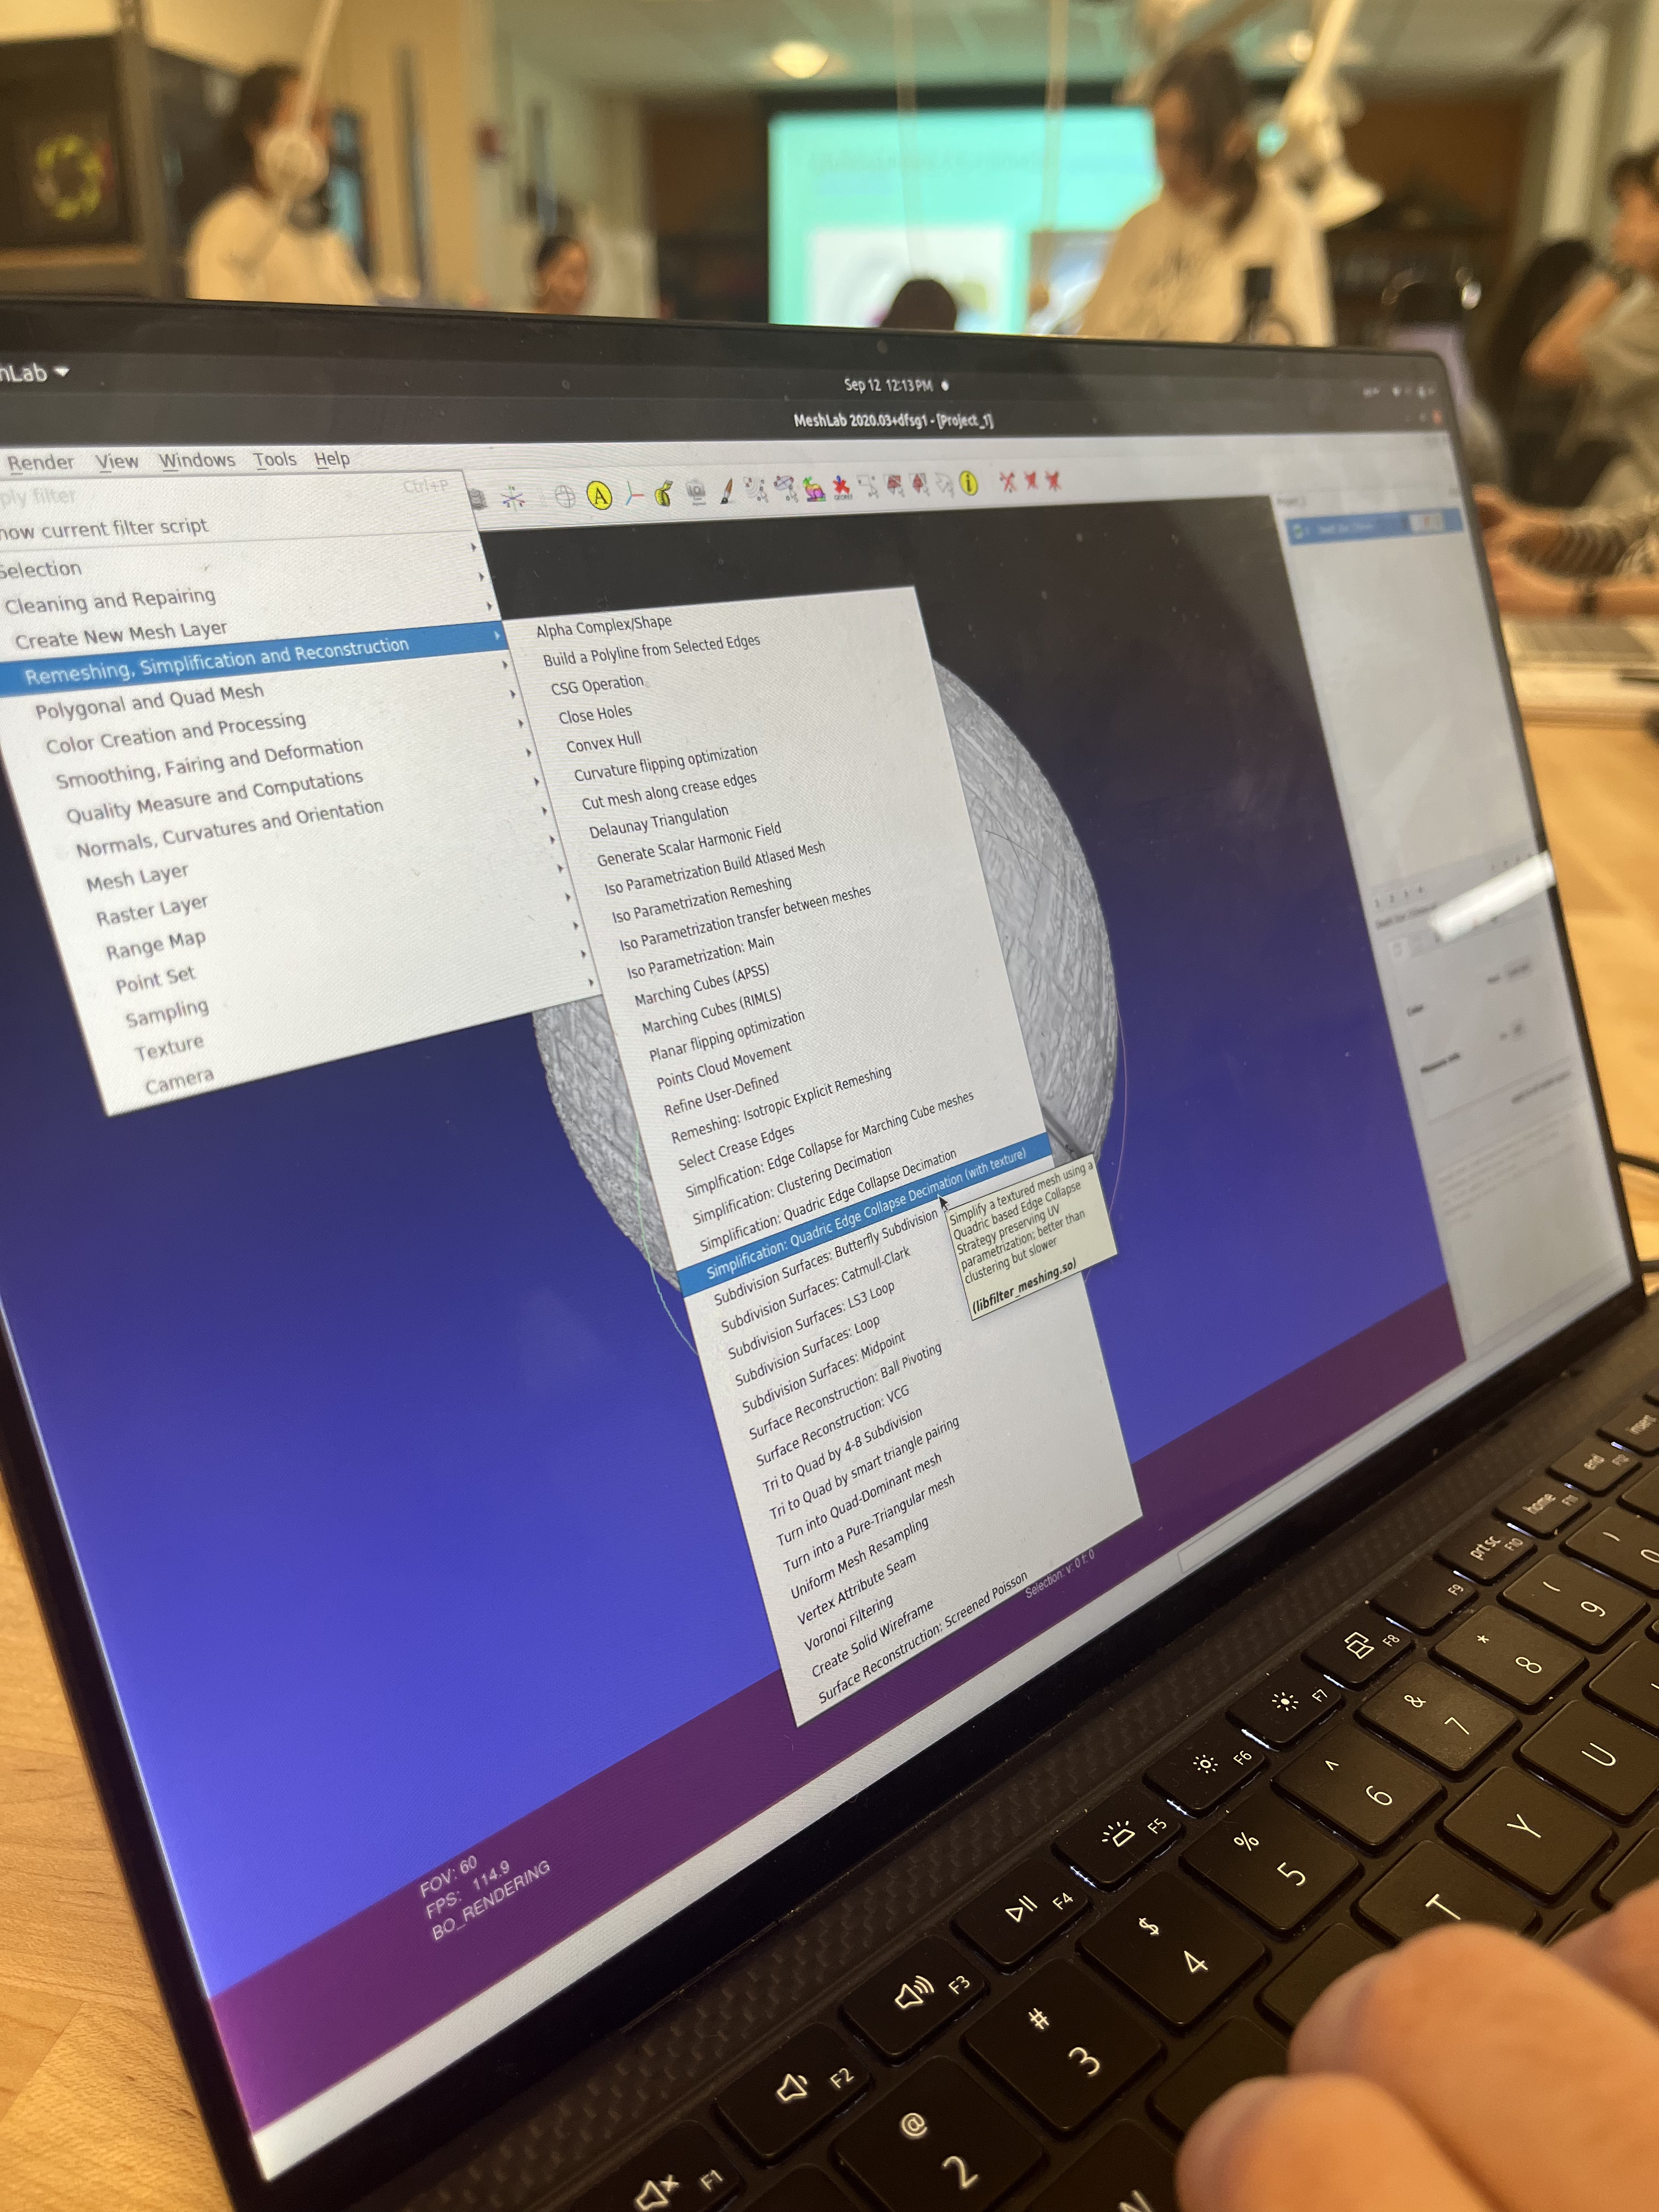 hLab
Sep 12 12:13 PM
MeshLab 2020.03+dfsg1 - [Project_1]
Render View Windows Tools Help
ply filter Ctrl+P
how current filter script
Selection
Cleaning and Repairing
Create New Mesh Layer
Remeshing, Simplification and Reconstruction
Polygonal and Quad Mesh
Color Creation and Processing
Smoothing, Fairing and Deformation
Quality Measure and Computations
Normals, Curvatures and Orientation
Mesh Layer
Raster Layer
Range Map
Point Set
Sampling
Texture
Camera
A
i
Alpha Complex/Shape
Build a Polyline from Selected Edges
CSG Operation
Close Holes
Convex Hull
Curvature flipping optimization
Cut mesh along crease edges
Delaunay Triangulation
Generate Scalar Harmonic Field
Iso Parametrization Build Atlased Mesh
Iso Parametrization Remeshing
Iso Parametrization transfer between meshes
Iso Parametrization: Main
Marching Cubes (APSS)
Marching Cubes (RIMLS)
Planar flipping optimization
Points Cloud Movement
Refine User-Defined
Remeshing: Isotropic Explicit Remeshing
Select Crease Edges
Simplfication: Edge Collapse for Marching Cube meshes
Simplification: Clustering Decimation
Simplification: Quadric Edge Collapse Decimation
Simplification: Quadric Edge Collapse Decimation (with texture)
Subdivision Surfaces: Butterfly Subdivision
Subdivision Surfaces: Catmull-Clark
Subdivision Surfaces: LS3 Loop
Subdivision Surfaces: Loop
Subdivision Surfaces: Midpoint
Surface Reconstruction: Ball Pivoting
Surface Reconstruction: VCG
Tri to Quad by 4-8 Subdivision
Tri to Quad by smart triangle pairing
Turn into Quad-Dominant mesh
Turn into a Pure-Triangular mesh
Uniform Mesh Resampling
Vertex Attribute Seam
Voronoi Filtering
Create Solid Wireframe
Surface Reconstruction: Screened Poisson
Simplify a textured mesh using a
Quadric based Edge Collapse
Strategy preserving UV
parametrization; better than
clustering but slower
(libfilter_meshing.so)
Selection: v: 0 f: 0
FOV: 60
FPS: 114.9
BO_RENDERING
insert
end F12
home F11
prt sc F10
F9
F8
F7
F6
F5
F4
F3
F2
F1
( 9
* 8
& 7
^ 6
% 5
$ 4
# 3
@ 2
U
Y
T